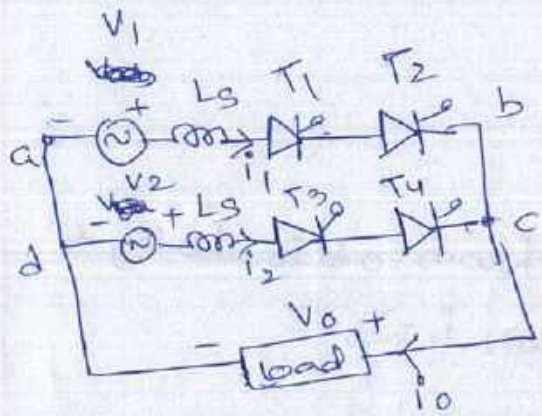 V1
- + Ls T1 T2 b
a i1
V2
- + Ls T3 T4 c
d i2
V0
- Load +
i0